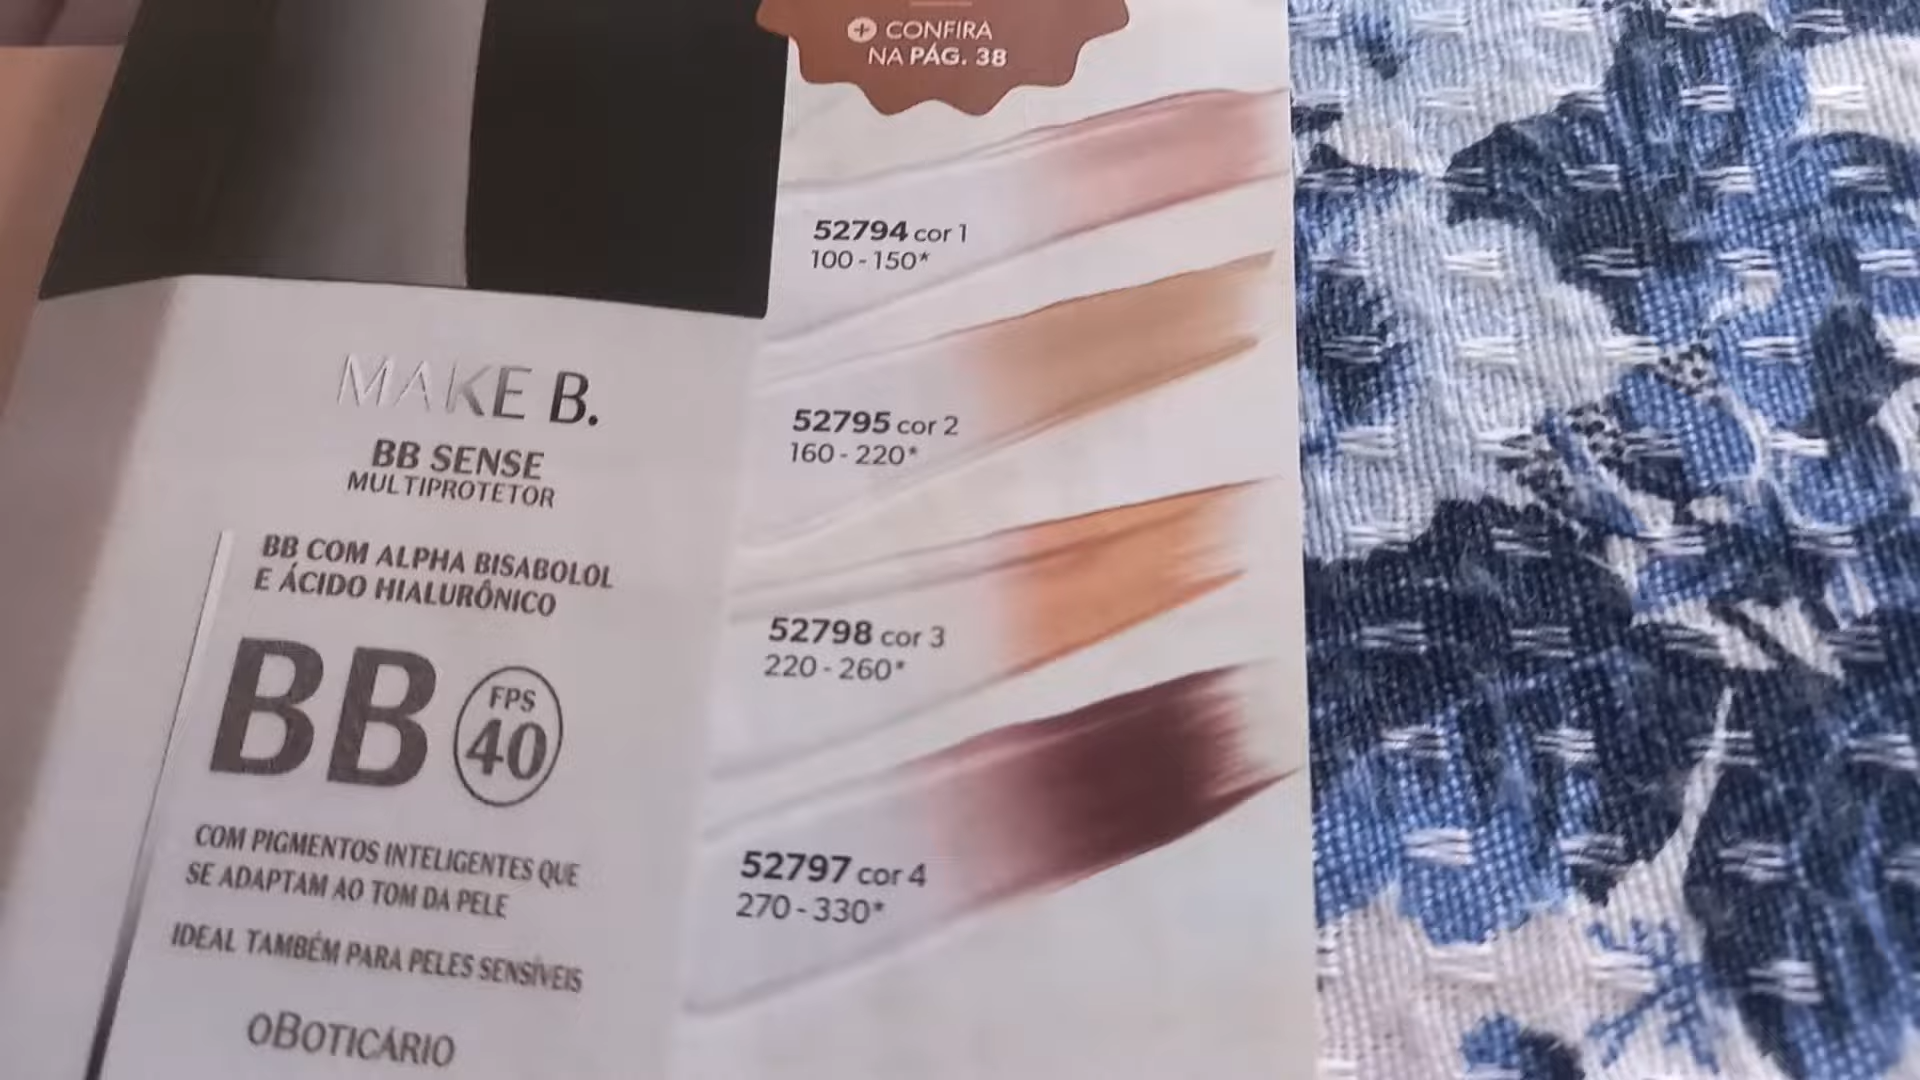 + CONFIRA
NA PÁG. 38
52794 cor 1
100 - 150*
52795 cor 2
160 - 220*
52798 cor 3
220 - 260*
52797 cor 4
270 - 330*
MAKE B.
BB SENSE
MULTIPROTETOR
BB COM ALPHA BISABOLOL
E ÁCIDO HIALURÔNICO
BB
FPS
40
COM PIGMENTOS INTELIGENTES QUE
SE ADAPTAM AO TOM DA PELE
IDEAL TAMBÉM PARA PELES SENSÍVEIS
oBOTICÁRIO